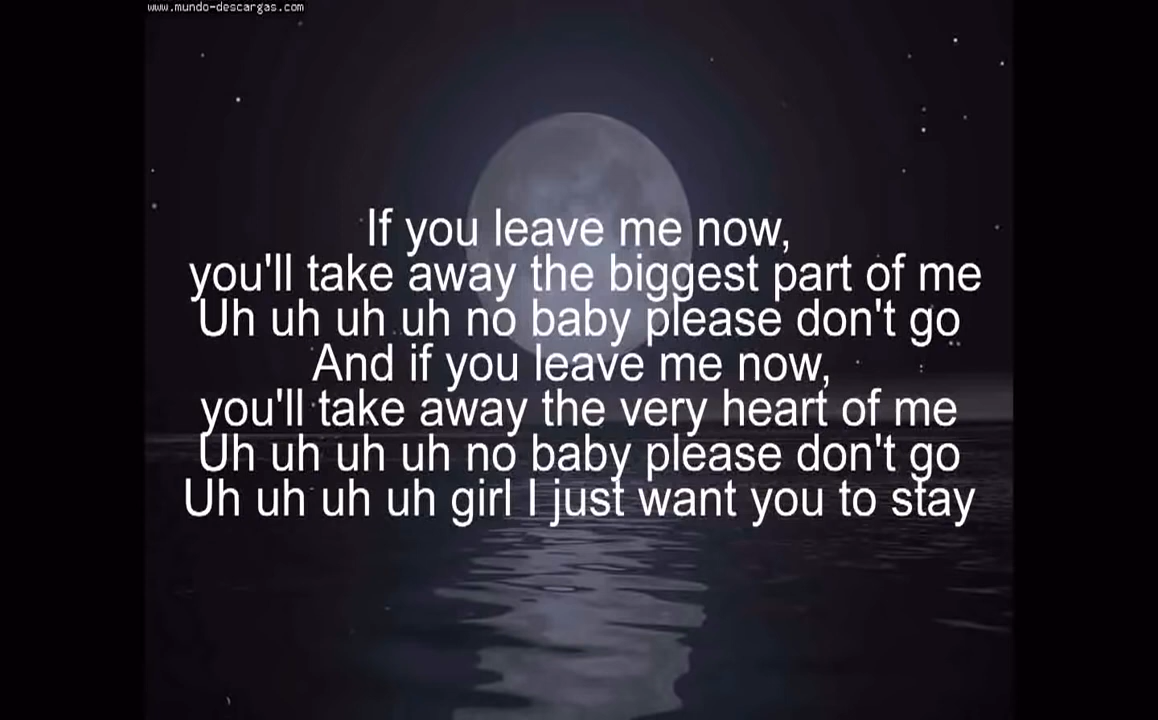 www.mundo-descargas.com
If you leave me now,
you'll take away the biggest part of me
Uh uh uh uh no baby please don't go
And if you leave me now,
you'll take away the very heart of me
Uh uh uh uh no baby please don't go
Uh uh uh uh girl I just want you to stay